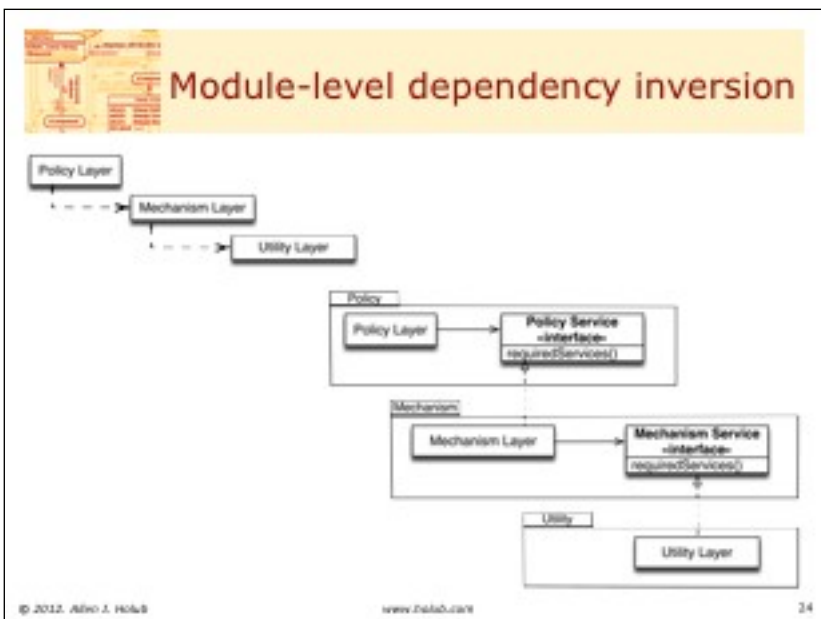 Module-level dependency inversion
Policy Layer
Mechanism Layer
Utility Layer
Policy
Policy Layer
Policy Service
«interface»
requiredServices()
Mechanism
Mechanism Layer
Mechanism Service
«interface»
requiredServices()
Utility
Utility Layer
© 2012. Allen I. Holub
www.holub.com
24